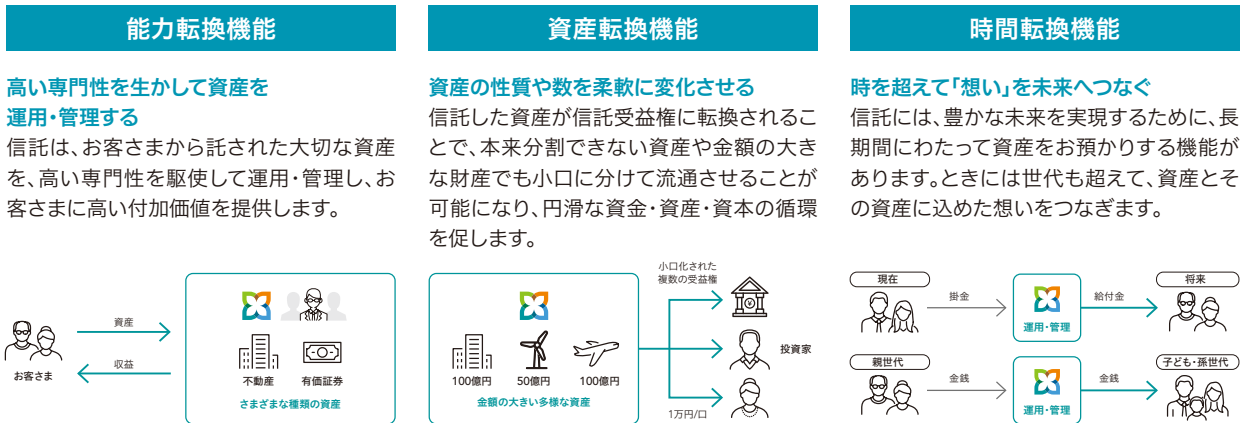 能力転換機能
高い専門性を生かして資産を
運用・管理する
信託は、お客さまから託された大切な資産
を、高い専門性を駆使して運用・管理し、お
客さまに高い付加価値を提供します。
お客さま
資産
収益
不動産
有価証券
さまざまな種類の資産
資産転換機能
資産の性質や数を柔軟に変化させる
信託した資産が信託受益権に転換されるこ
とで、本来分割できない資産や金額の大き
な財産でも小口に分けて流通させることが
可能になり、円滑な資金・資産・資本の循環
を促します。
小口化された
複数の受益権
¥
100億円
50億円
100億円
金額の大きい多様な資産
投資家
1万円/口
時間転換機能
時を超えて「想い」を未来へつなぐ
信託には、豊かな未来を実現するために、長
期間にわたって資産をお預かりする機能が
あります。ときには世代も超えて、資産とそ
の資産に込めた想いをつなぎます。
現在
掛金
運用・管理
給付金
将来
親世代
金銭
運用・管理
金銭
子ども・孫世代